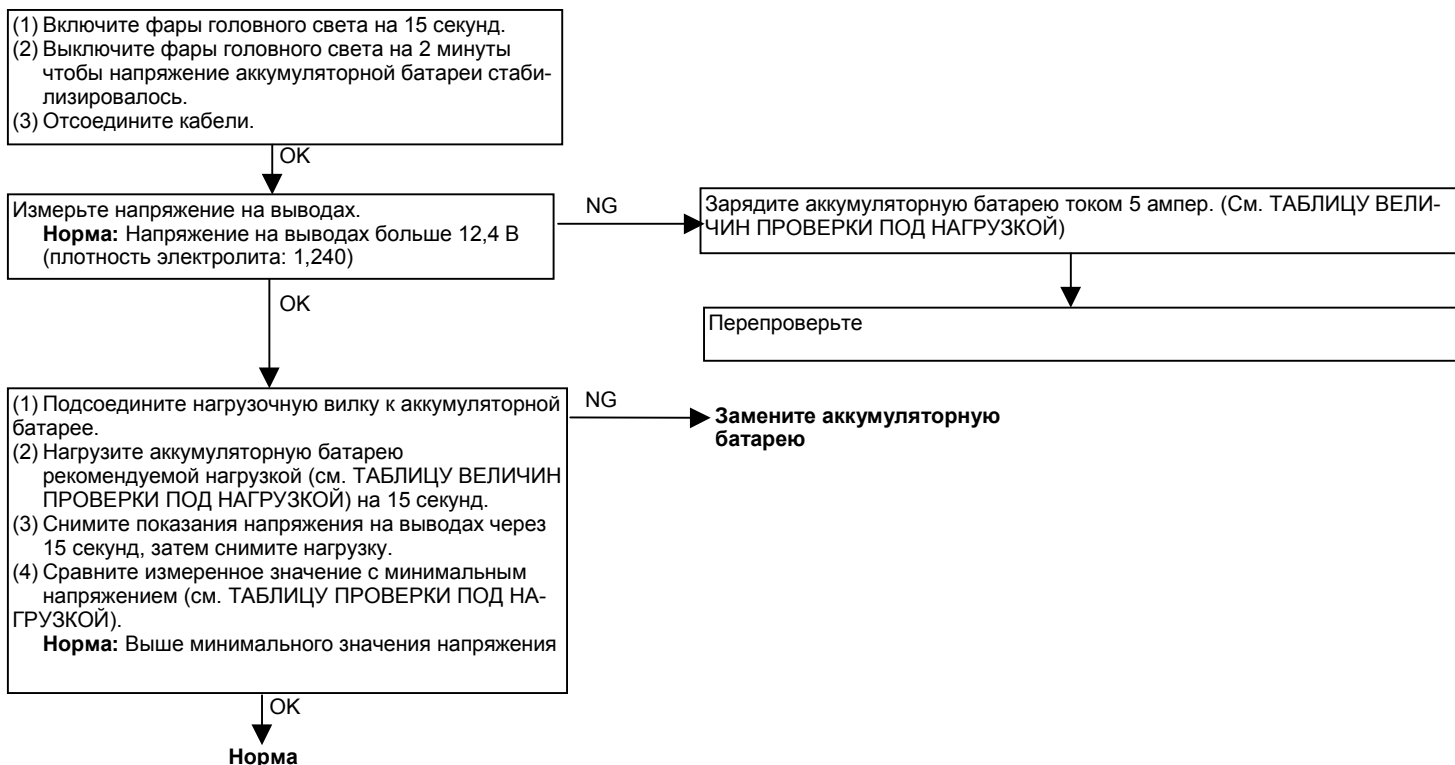 (1) Включите фары головного света на 15 секунд.
(2) Выключите фары головного света на 2 минуты
чтобы напряжение аккумуляторной батареи стаби-
лизировалось.
(3) Отсоедините кабели.
OK
Измерьте напряжение на выводах.
Норма: Напряжение на выводах больше 12,4 В
(плотность электролита: 1,240)
NG
Зарядите аккумуляторную батарею током 5 ампер. (См. ТАБЛИЦУ ВЕЛИ-
ЧИН ПРОВЕРКИ ПОД НАГРУЗКОЙ)
OK
Перепроверьте
(1) Подсоедините нагрузочную вилку к аккумуляторной
батарее.
(2) Нагрузите аккумуляторную батарею
рекомендуемой нагрузкой (см. ТАБЛИЦУ ВЕЛИЧИН
ПРОВЕРКИ ПОД НАГРУЗКОЙ) на 15 секунд.
(3) Снимите показания напряжения на выводах через
15 секунд, затем снимите нагрузку.
(4) Сравните измеренное значение с минимальным
напряжением (см. ТАБЛИЦУ ПРОВЕРКИ ПОД НА-
ГРУЗКОЙ).
Норма: Выше минимального значения напряжения
NG
Замените аккумуляторную
батарею
OK
Норма